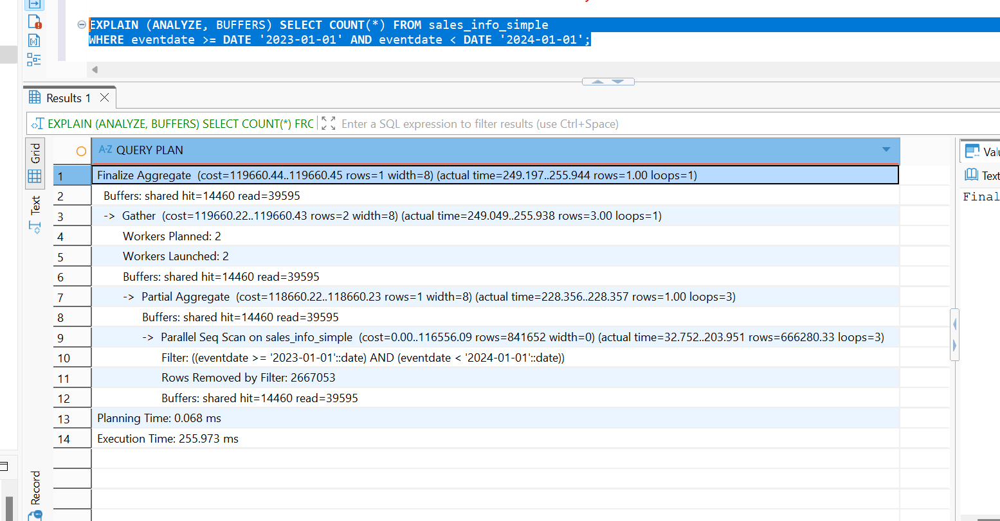 EXPLAIN (ANALYZE, BUFFERS) SELECT COUNT(*) FROM sales_info_simple
WHERE eventdate >= DATE '2023-01-01' AND eventdate < DATE '2024-01-01';
Results 1
EXPLAIN (ANALYZE, BUFFERS) SELECT COUNT(*) FRC
Enter a SQL expression to filter results (use Ctrl+Space)
Grid
Text
Record
A-Z QUERY PLAN
1 Finalize Aggregate (cost=119660.44..119660.45 rows=1 width=8) (actual time=249.197..255.944 rows=1.00 loops=1)
2 Buffers: shared hit=14460 read=39595
3 -> Gather (cost=119660.22..119660.43 rows=2 width=8) (actual time=249.049..255.938 rows=3.00 loops=1)
4 Workers Planned: 2
5 Workers Launched: 2
6 Buffers: shared hit=14460 read=39595
7 -> Partial Aggregate (cost=118660.22..118660.23 rows=1 width=8) (actual time=228.356..228.357 rows=1.00 loops=3)
8 Buffers: shared hit=14460 read=39595
9 -> Parallel Seq Scan on sales_info_simple (cost=0.00..116556.09 rows=841652 width=0) (actual time=32.752..203.951 rows=666280.33 loops=3)
10 Filter: ((eventdate >= '2023-01-01'::date) AND (eventdate < '2024-01-01'::date))
11 Rows Removed by Filter: 2667053
12 Buffers: shared hit=14460 read=39595
13 Planning Time: 0.068 ms
14 Execution Time: 255.973 ms
Valu
Text
Final